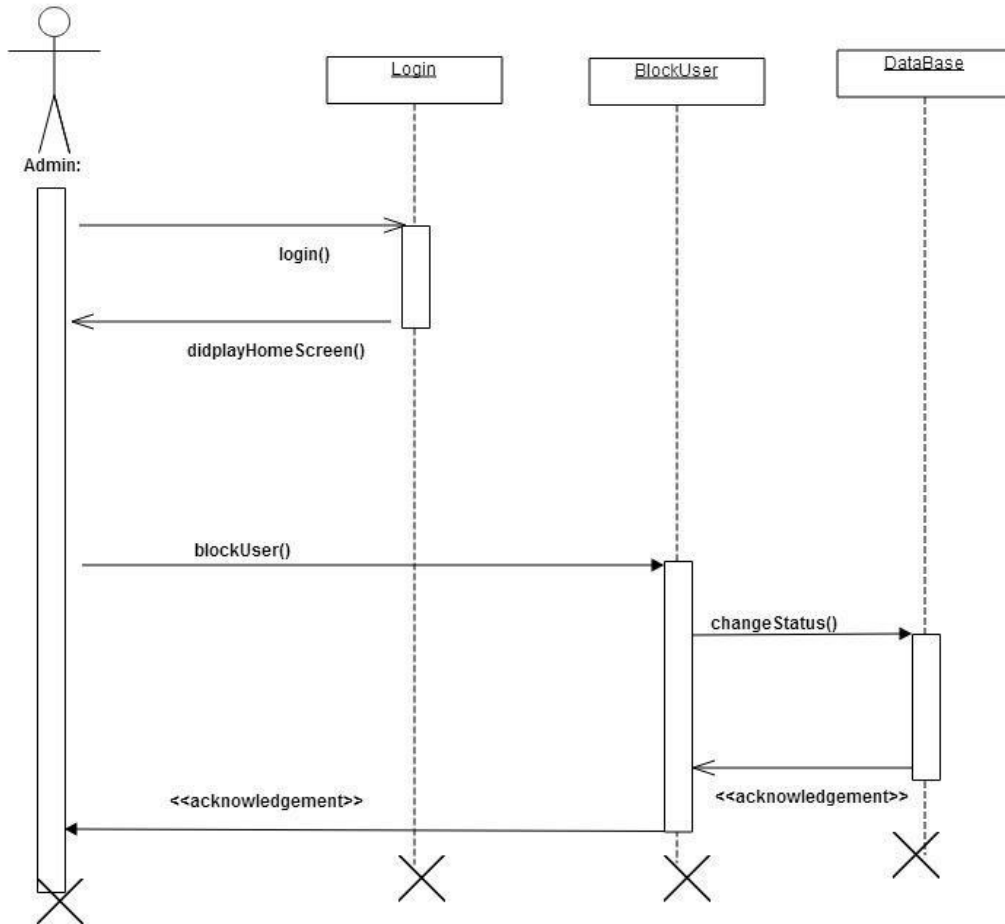 Login
BlockUser
DataBase
Admin:
login()
didplayHomeScreen()
blockUser()
changeStatus()
<<acknowledgement>>
<<acknowledgement>>